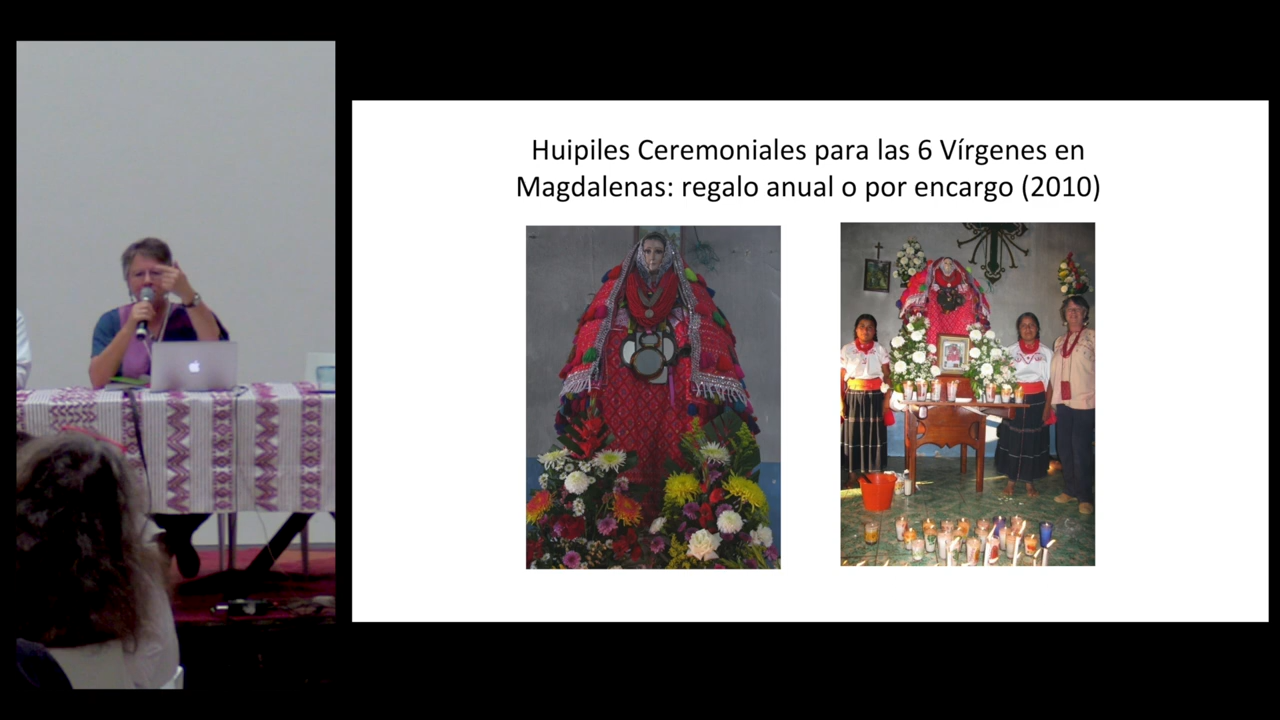 Huipiles Ceremoniales para las 6 Vírgenes en
Magdalenas: regalo anual o por encargo (2010)